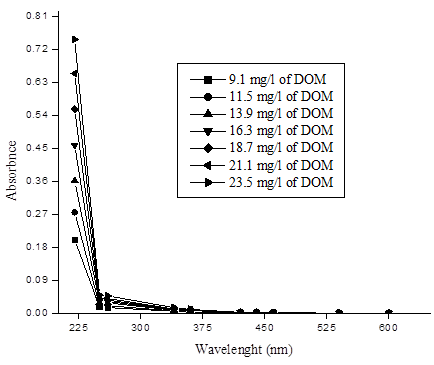 0.81
0.72
0.63
0.54
0.45
0.36
0.27
0.18
0.09
0.00
Absorbnce
9.1 mg/l of DOM
11.5 mg/l of DOM
13.9 mg/l of DOM
16.3 mg/l of DOM
18.7 mg/l of DOM
21.1 mg/l of DOM
23.5 mg/l of DOM
225 300 375 450 525 600
Wavelenght (nm)